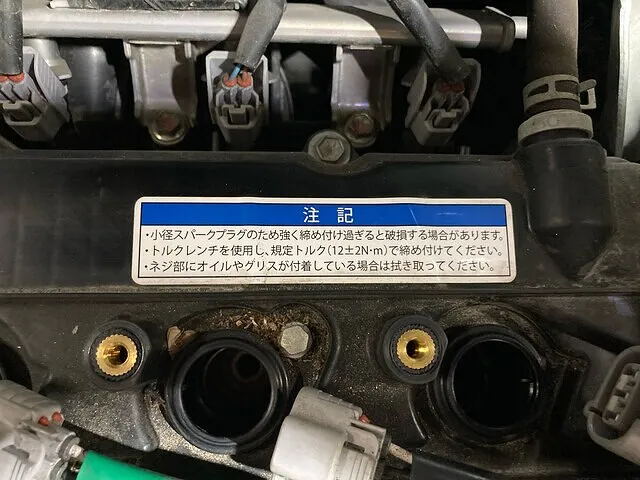 注記
・小径スパークプラグのため強く締め付け過ぎると破損する場合があります。
・トルクレンチを使用し、規定トルク(12±2N·m)で締め付けてください。
・ネジ部にオイルやグリスが付着している場合は拭き取ってください。